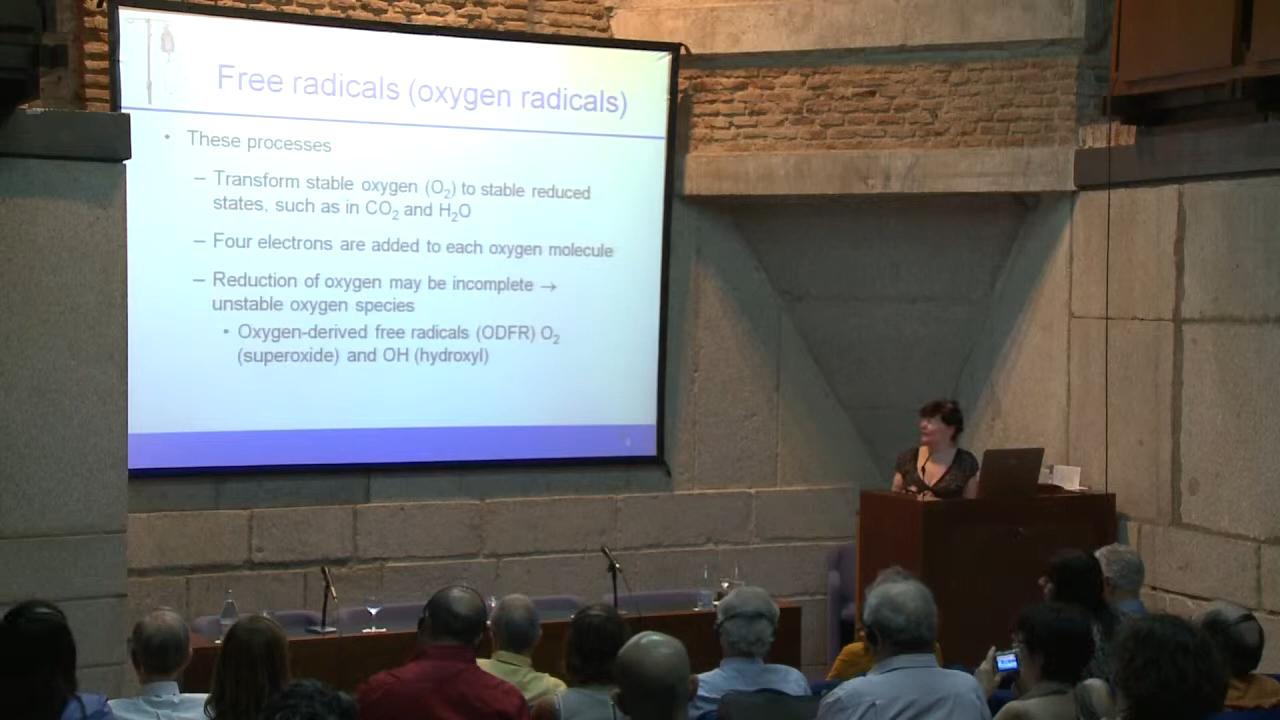 Free radicals (oxygen radicals)
• These processes
– Transform stable oxygen (O₂) to stable reduced
states, such as in CO₂ and H₂O
– Four electrons are added to each oxygen molecule
– Reduction of oxygen may be incomplete →
unstable oxygen species
• Oxygen-derived free radicals (ODFR) O₂
(superoxide) and OH (hydroxyl)